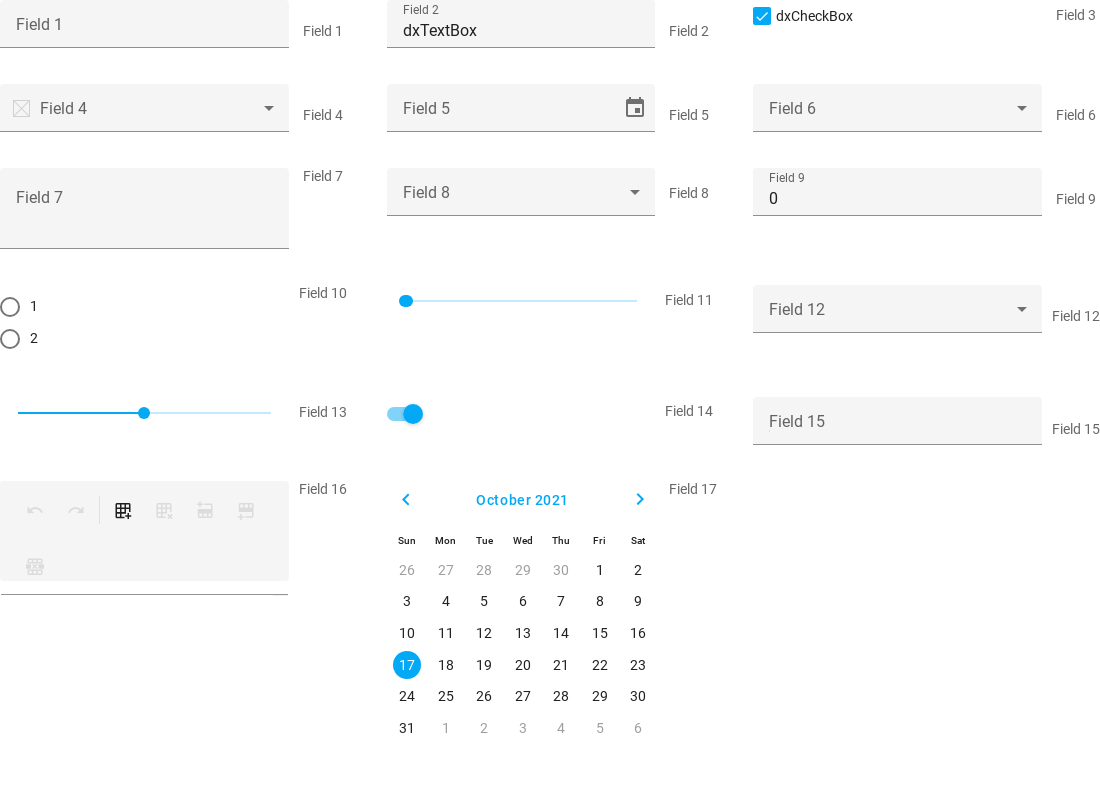 Field 1
Field 1
Field 2
dxTextBox
Field 2
dxCheckBox
Field 3
Field 4
Field 4
Field 5
Field 5
Field 6
Field 6
Field 7
Field 7
Field 8
Field 8
Field 9
0
Field 9
1
2
Field 10
Field 11
Field 12
Field 12
Field 13
Field 14
Field 15
Field 15
Field 16
October 2021
Sun Mon Tue Wed Thu Fri Sat
26 27 28 29 30 1 2
3 4 5 6 7 8 9
10 11 12 13 14 15 16
17 18 19 20 21 22 23
24 25 26 27 28 29 30
31 1 2 3 4 5 6
Field 17